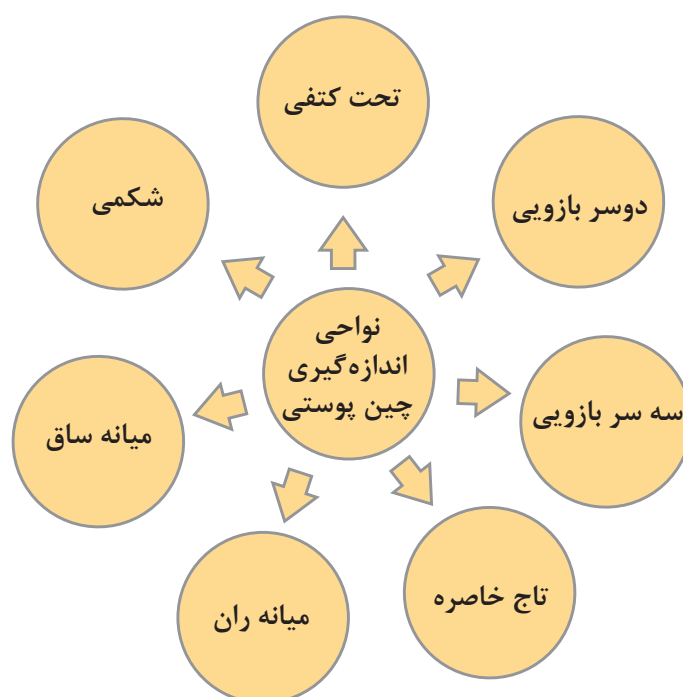 تحت کتفی
دوسر بازویی
شکمی
نواحی
اندازه‌گیری
چین پوستی
سه سر بازویی
میانه ساق
تاج خاصره
میانه ران